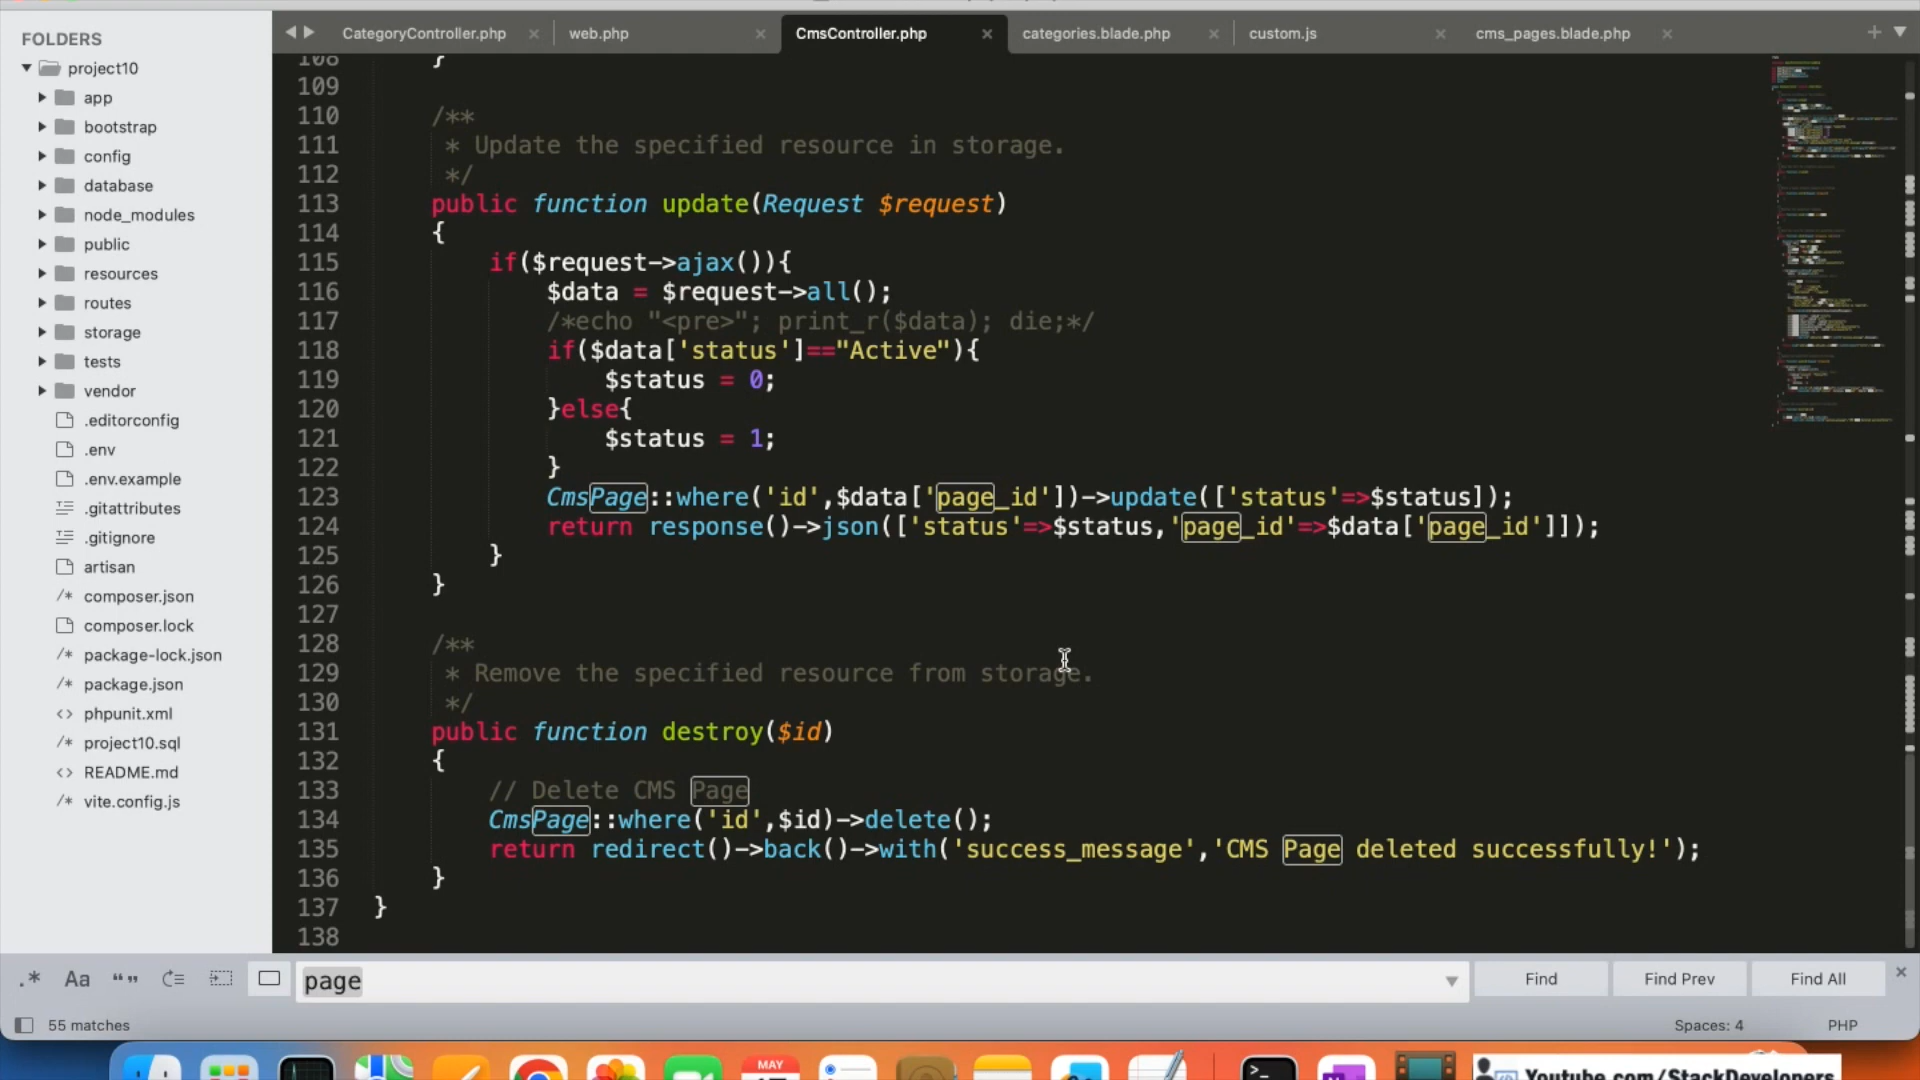 FOLDERS
project10
app
bootstrap
config
database
node_modules
public
resources
routes
storage
tests
vendor
.editorconfig
.env
.env.example
.gitattributes
.gitignore
artisan
/* composer.json
composer.lock
/* package-lock.json
/* package.json
<> phpunit.xml
/* project10.sql
<> README.md
/* vite.config.js
CategoryController.php
web.php
CmsController.php
categories.blade.php
custom.js
cms_pages.blade.php
108 }
109
110 /**
111 * Update the specified resource in storage.
112 */
113 public function update(Request $request)
114 {
115 if($request->ajax()){
116 $data = $request->all();
117 /*echo "<pre>"; print_r($data); die;*/
118 if($data['status']=="Active"){
119 $status = 0;
120 }else{
121 $status = 1;
122 }
123 CmsPage::where('id',$data['page_id'])->update(['status'=>$status]);
124 return response()->json(['status'=>$status,'page_id'=>$data['page_id']]);
125 }
126 }
127
128 /**
129 * Remove the specified resource from storage.
130 */
131 public function destroy($id)
132 {
133 // Delete CMS Page
134 CmsPage::where('id',$id)->delete();
135 return redirect()->back()->with('success_message','CMS Page deleted successfully!');
136 }
137 }
138
.* Aa “” page Find Find Prev Find All
55 matches Spaces: 4 PHP
MAY
Youtube.com/StackDevelopers